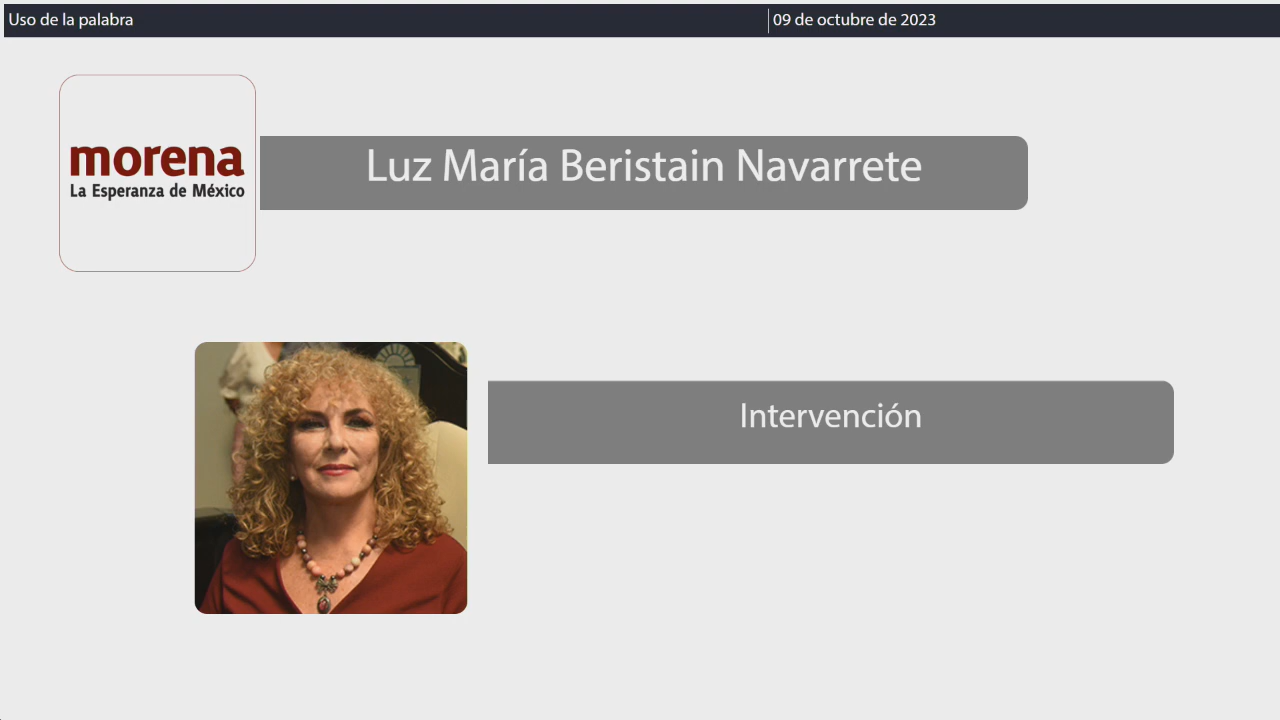 Uso de la palabra
09 de octubre de 2023
morena
La Esperanza de México
Luz María Beristain Navarrete
Intervención